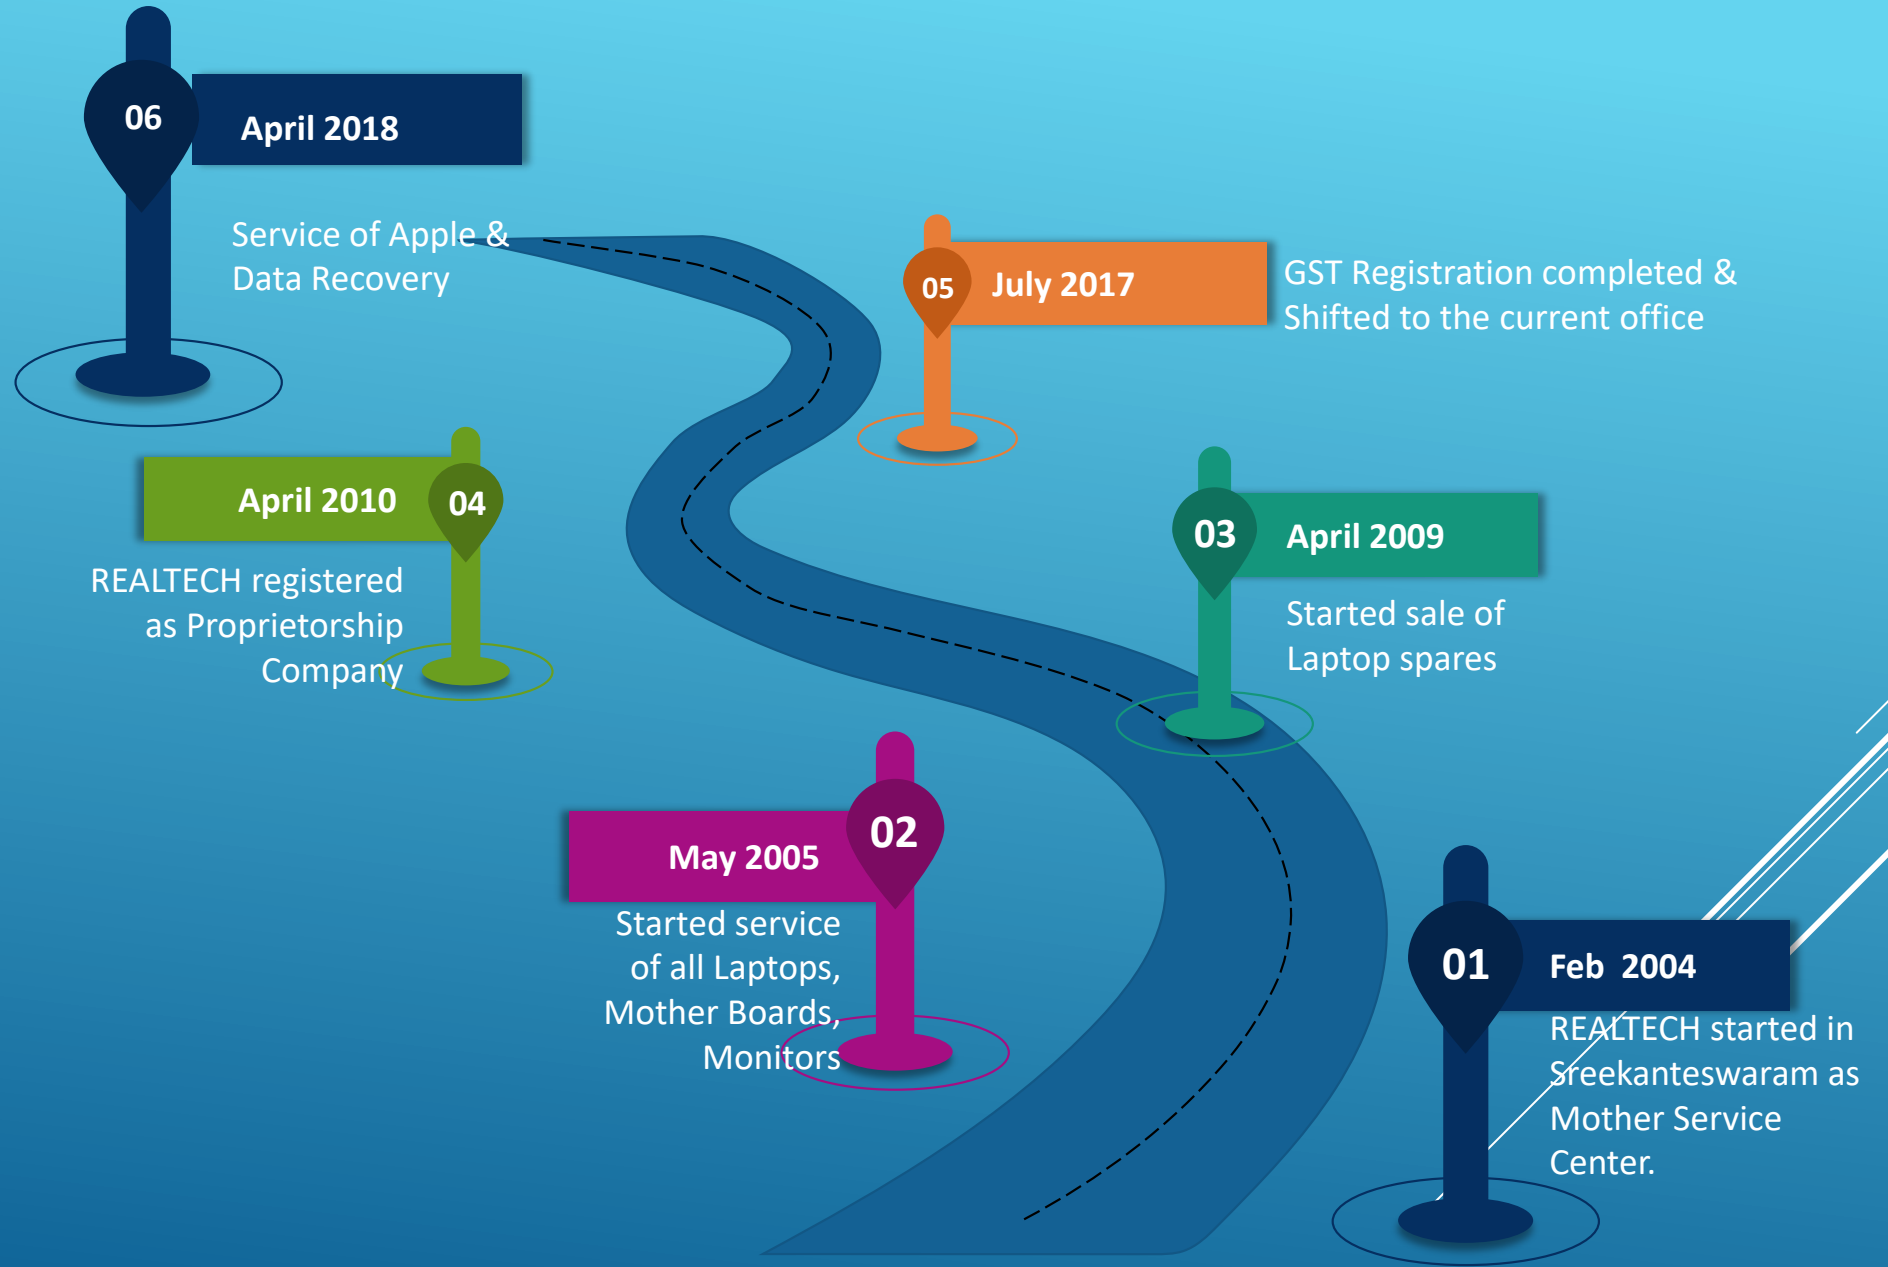 06
April 2018
Service of Apple &
Data Recovery
05
July 2017
GST Registration completed &
Shifted to the current office
April 2010
04
REALTECH registered
as Proprietorship
Company
03
April 2009
Started sale of
Laptop spares
02
May 2005
Started service
of all Laptops,
Mother Boards,
Monitors
01
Feb  2004
REALTECH started in
Sreekanteswaram as
Mother Service
Center.